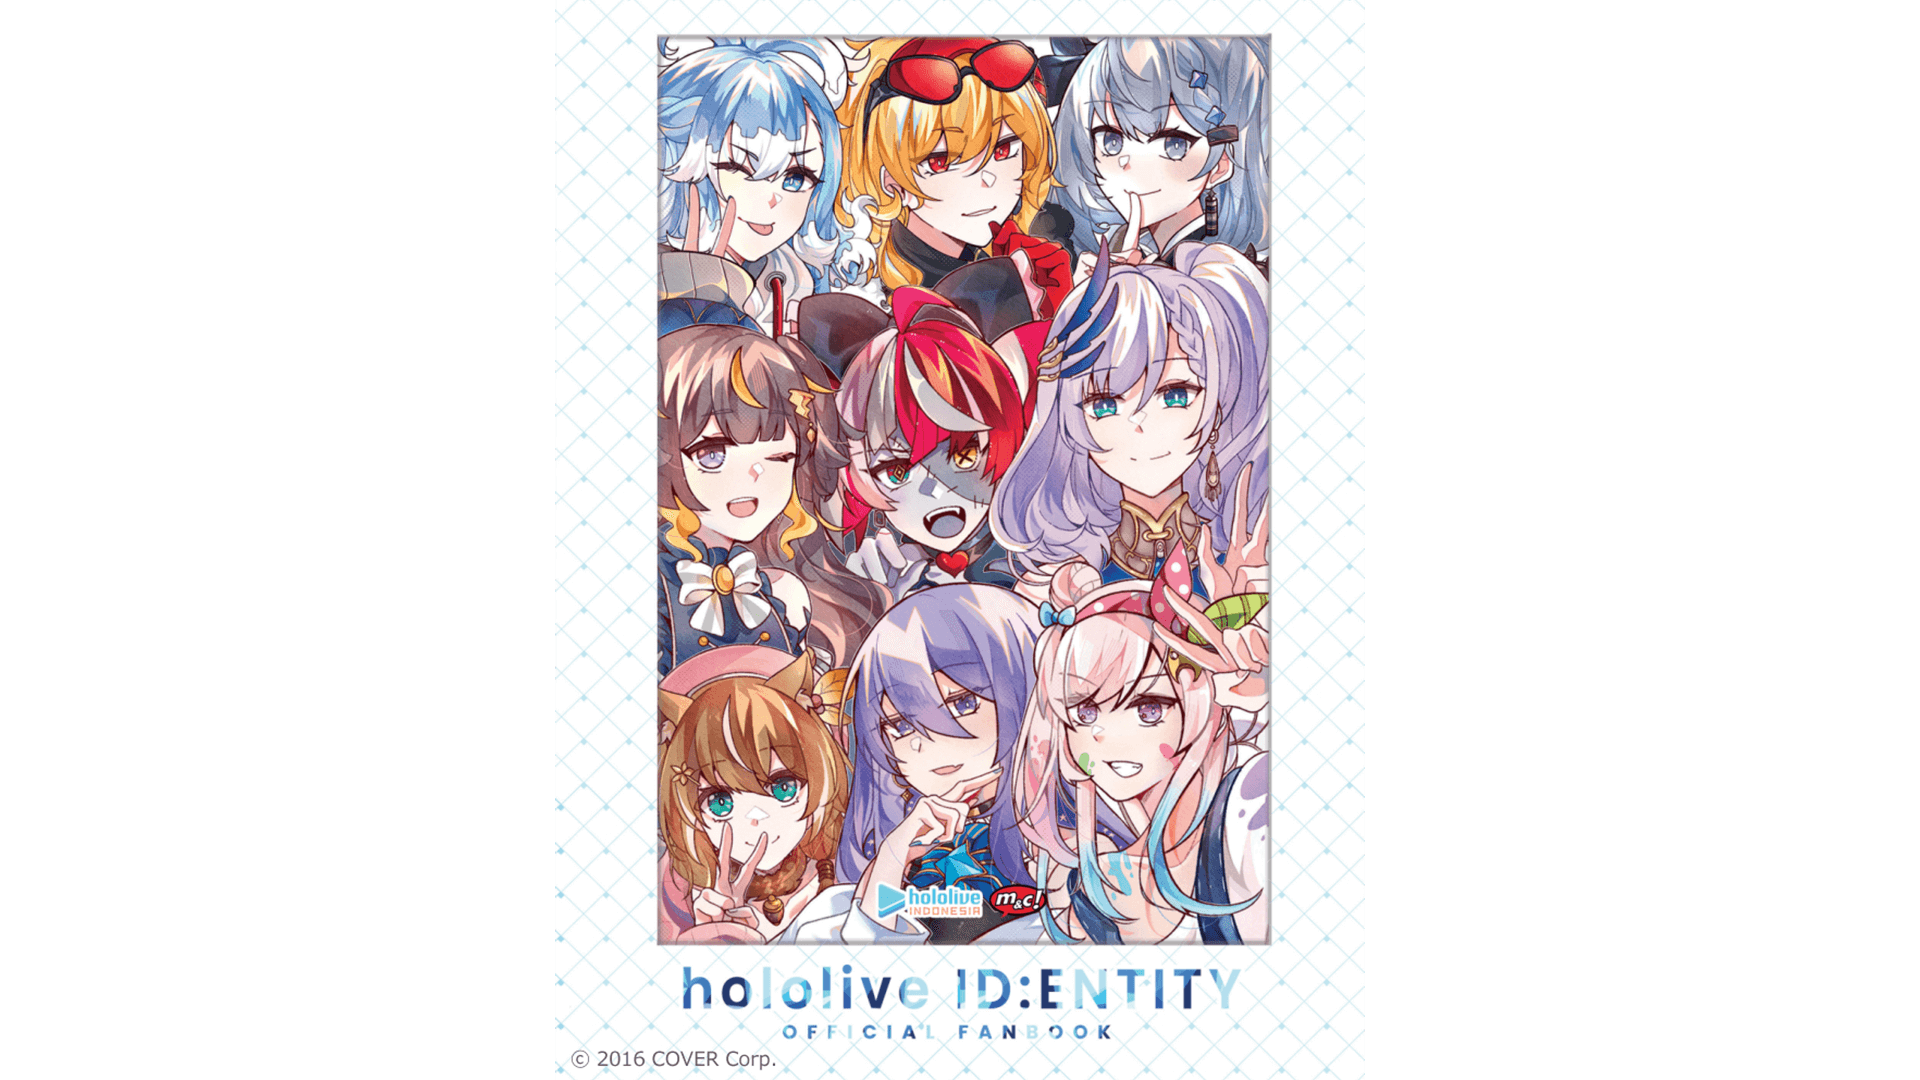 hololive
INDONESIA
m&c!
hololive ID:ENTITY
OFFICIAL FANBOOK
© 2016 COVER Corp.